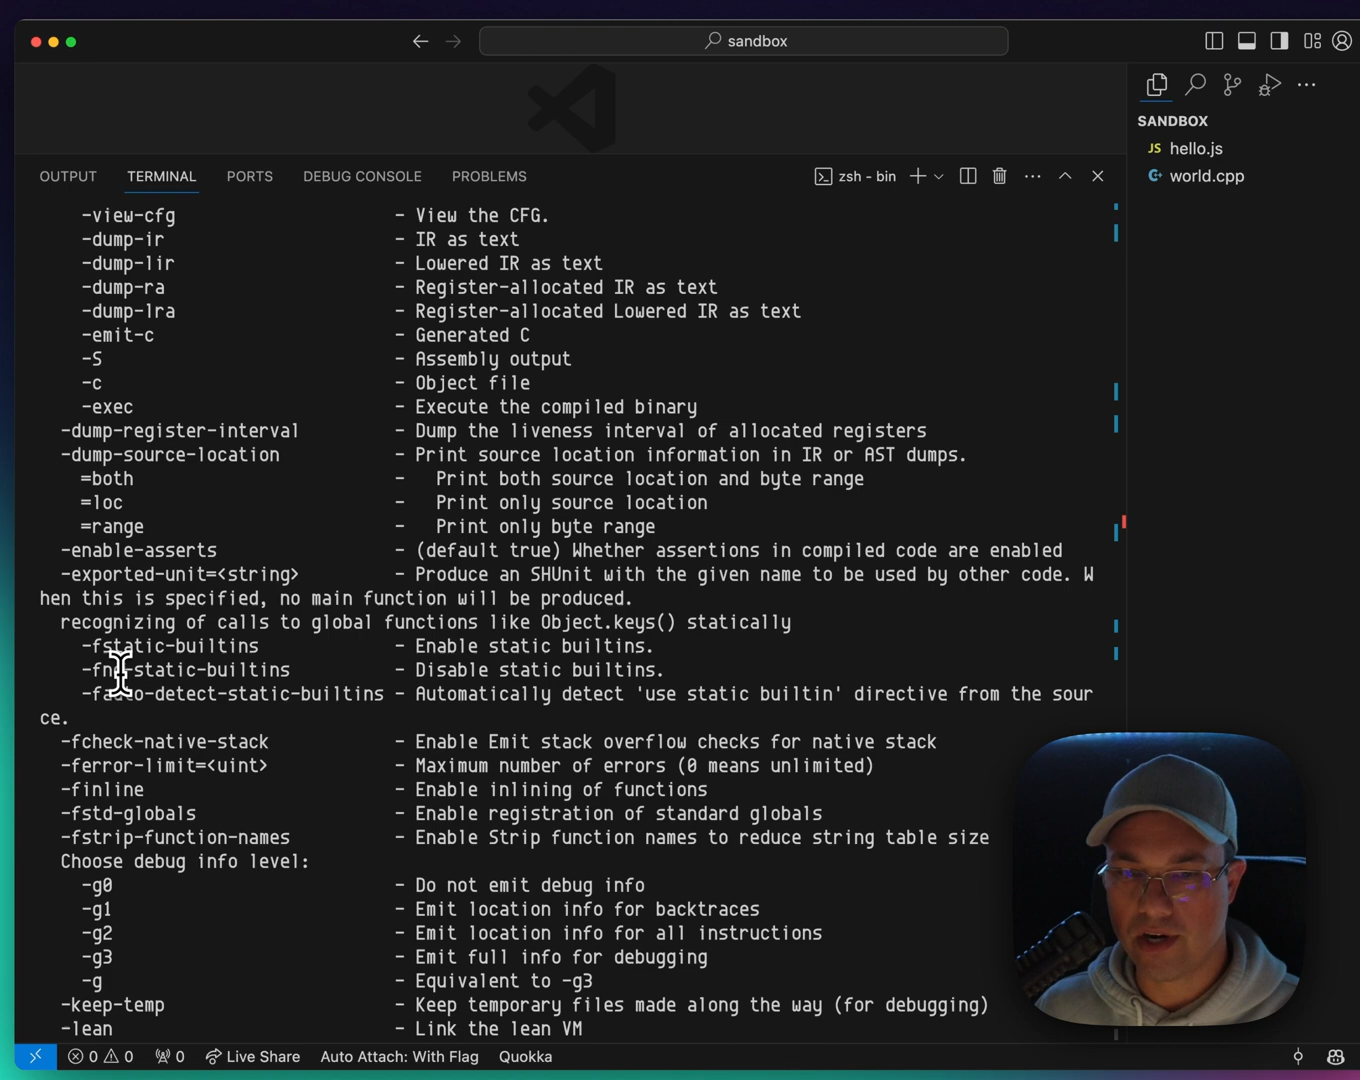 sandbox
SANDBOX
JS hello.js
world.cpp
OUTPUT TERMINAL PORTS DEBUG CONSOLE PROBLEMS zsh - bin
-view-cfg - View the CFG.
-dump-ir - IR as text
-dump-lir - Lowered IR as text
-dump-ra - Register-allocated IR as text
-dump-lra - Register-allocated Lowered IR as text
-emit-c - Generated C
-S - Assembly output
-c - Object file
-exec - Execute the compiled binary
-dump-register-interval - Dump the liveness interval of allocated registers
-dump-source-location - Print source location information in IR or AST dumps.
=both - Print both source location and byte range
=loc - Print only source location
=range - Print only byte range
-enable-asserts - (default true) Whether assertions in compiled code are enabled
-exported-unit=<string> - Produce an SHUnit with the given name to be used by other code. W
hen this is specified, no main function will be produced.
recognizing of calls to global functions like Object.keys() statically
-fstatic-builtins - Enable static builtins.
-fno-static-builtins - Disable static builtins.
-fauto-detect-static-builtins - Automatically detect 'use static builtin' directive from the sour
ce.
-fcheck-native-stack - Enable Emit stack overflow checks for native stack
-ferror-limit=<uint> - Maximum number of errors (0 means unlimited)
-finline - Enable inlining of functions
-fstd-globals - Enable registration of standard globals
-fstrip-function-names - Enable Strip function names to reduce string table size
Choose debug info level:
-g0 - Do not emit debug info
-g1 - Emit location info for backtraces
-g2 - Emit location info for all instructions
-g3 - Emit full info for debugging
-g - Equivalent to -g3
-keep-temp - Keep temporary files made along the way (for debugging)
-lean - Link the lean VM
0 0 0 Live Share Auto Attach: With Flag Quokka